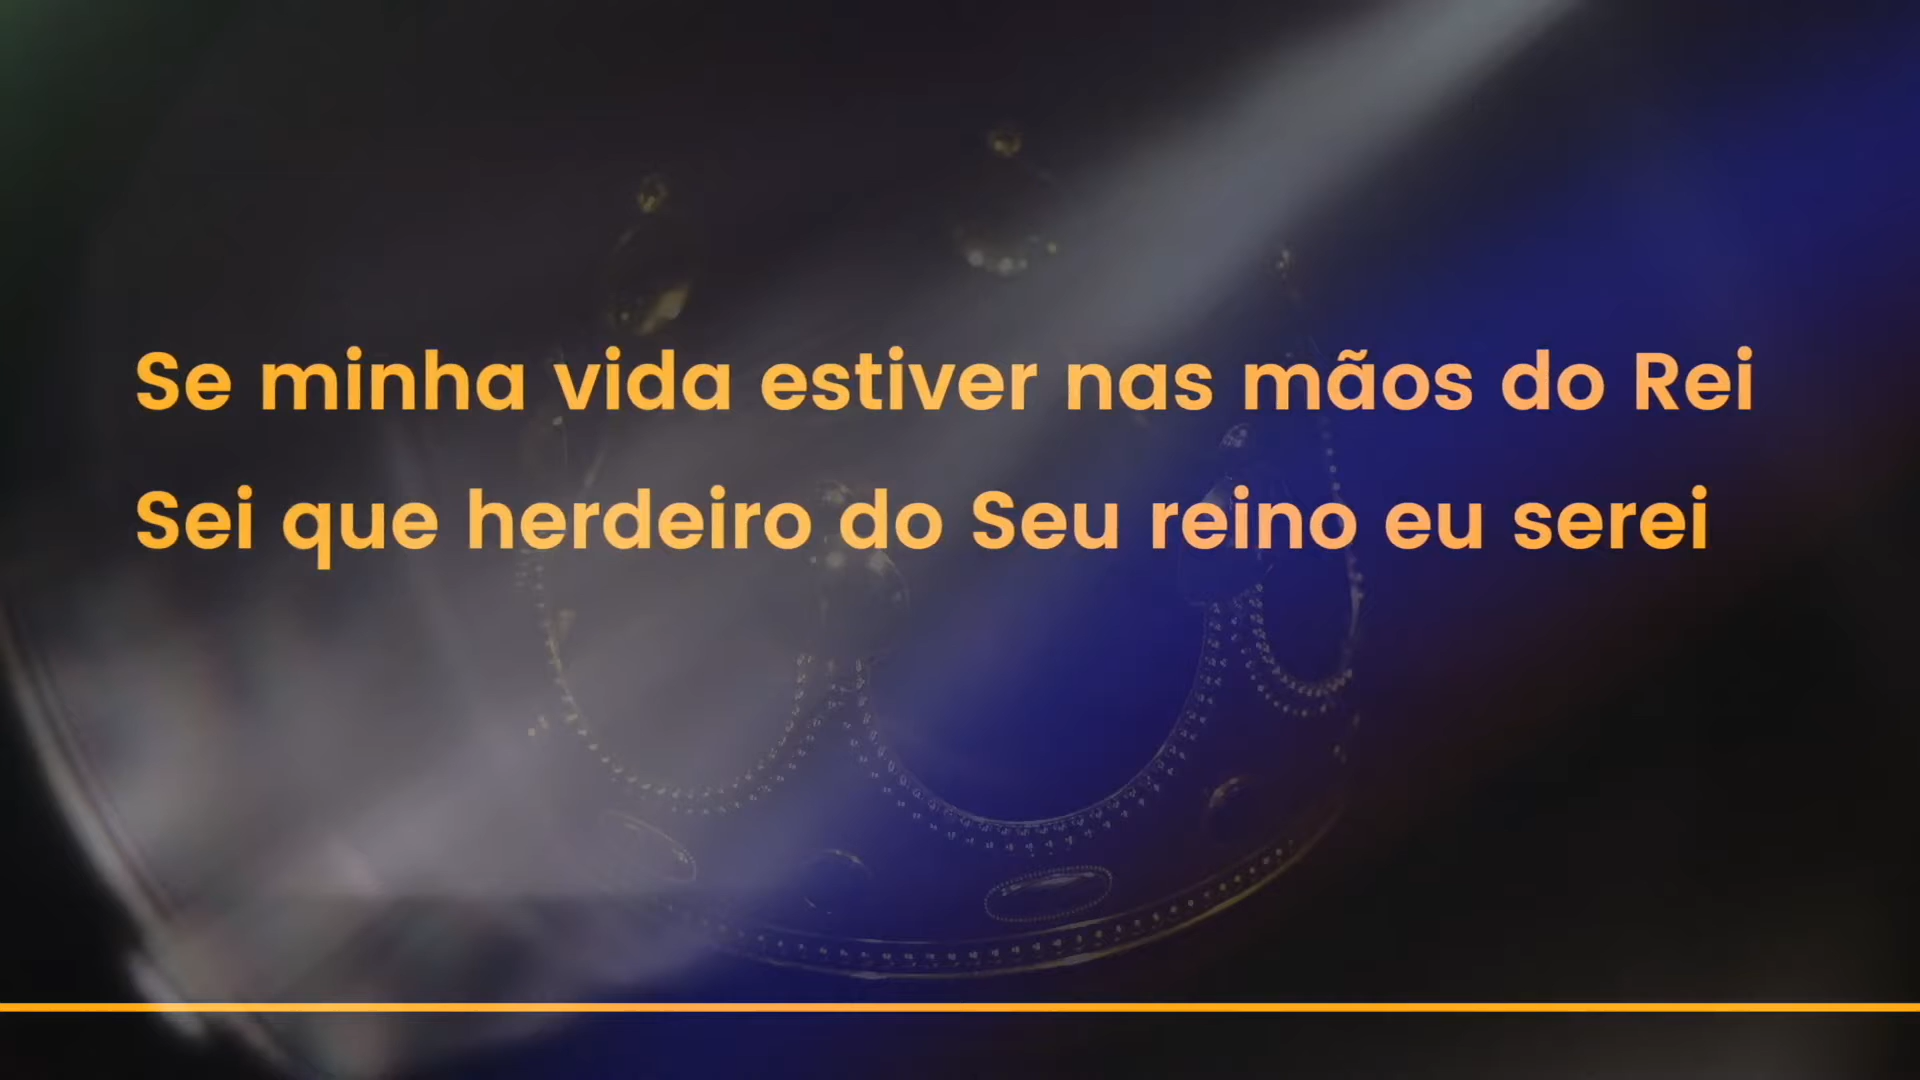 Se minha vida estiver nas mãos do Rei
Sei que herdeiro do Seu reino eu serei